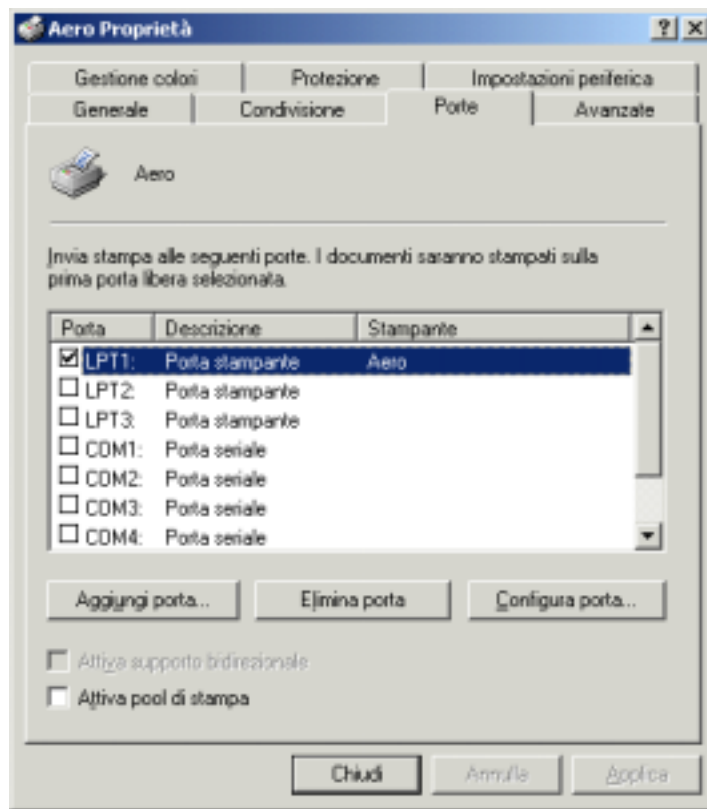 Aero Proprietà
Gestione colori Protezione Impostazioni periferica
Generale Condivisione Porte Avanzate
Aero
Invia stampa alle seguenti porte. I documenti saranno stampati sulla
prima porta libera selezionata.
Porta Descrizione Stampante
LPT1: Porta stampante Aero
LPT2: Porta stampante
LPT3: Porta stampante
COM1: Porta seriale
COM2: Porta seriale
COM3: Porta seriale
COM4: Porta seriale
Aggiungi porta... Elimina porta Configura porta...
Attiva supporto bidirezionale
Attiva pool di stampa
Chiudi Annulla Applica